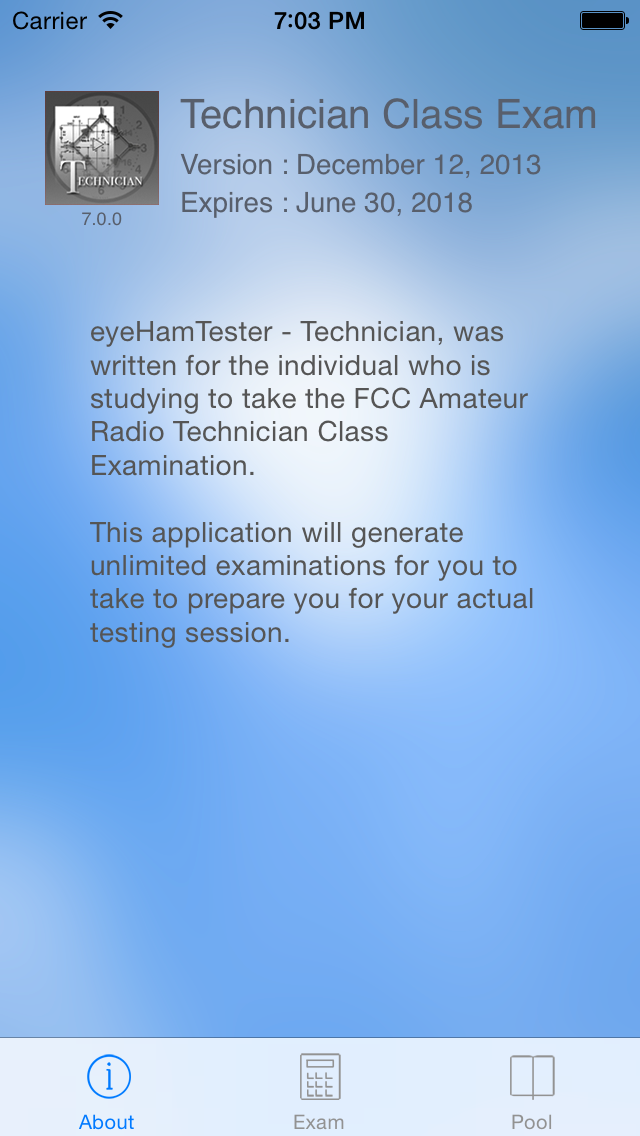 Carrier 7:03 PM
Technician Class Exam
Version : December 12, 2013
Expires : June 30, 2018
TECHNICIAN
7.0.0
eyeHamTester - Technician, was
written for the individual who is
studying to take the FCC Amateur
Radio Technician Class
Examination.
This application will generate
unlimited examinations for you to
take to prepare you for your actual
testing session.
About Exam Pool